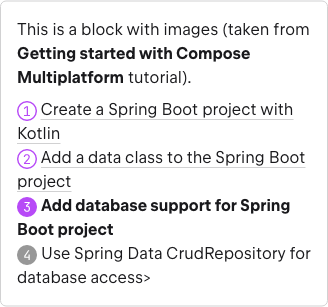 This is a block with images (taken from
Getting started with Compose
Multiplatform tutorial).
1 Create a Spring Boot project with
Kotlin
2 Add a data class to the Spring Boot
project
3 Add database support for Spring
Boot project
4 Use Spring Data CrudRepository for
database access>